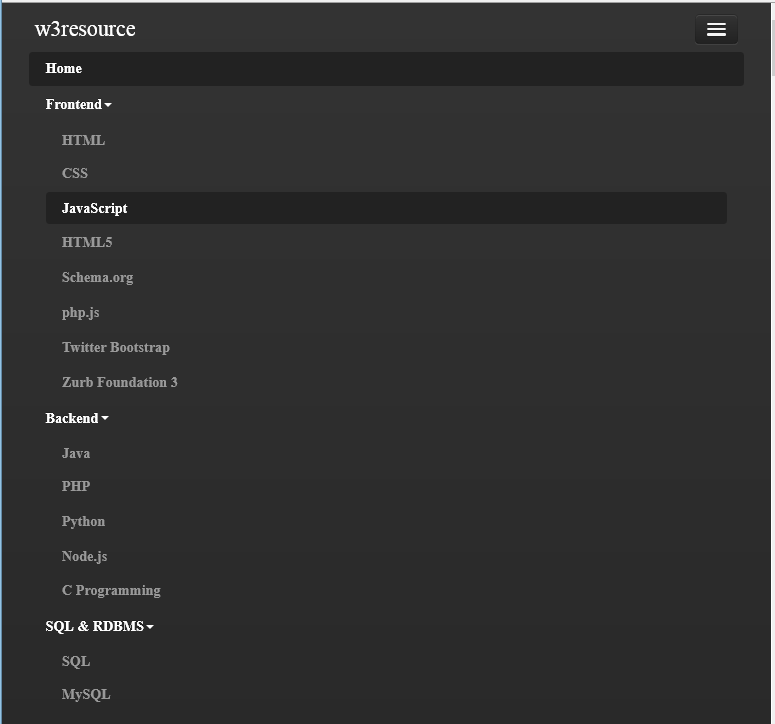 w3resource
Home
Frontend
HTML
CSS
JavaScript
HTML5
Schema.org
php.js
Twitter Bootstrap
Zurb Foundation 3
Backend
Java
PHP
Python
Node.js
C Programming
SQL & RDBMS
SQL
MySQL